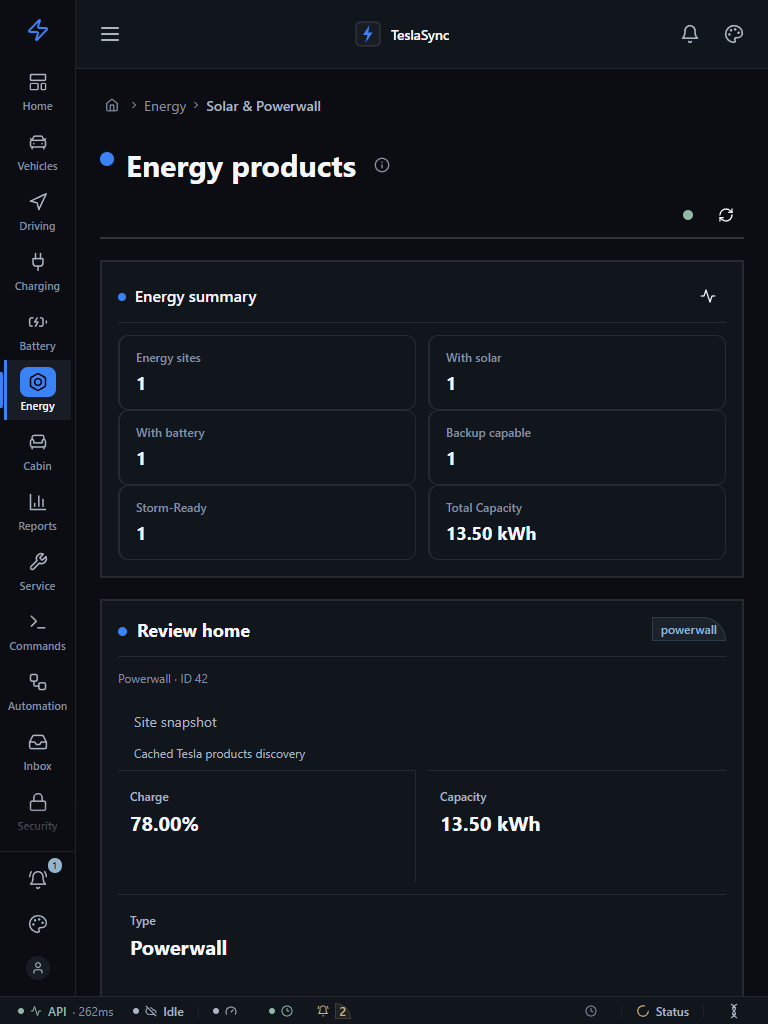 TeslaSync
Home
Vehicles
Driving
Charging
Battery
Energy
Cabin
Reports
Service
Commands
Automation
Inbox
Security
1
Energy
Solar & Powerwall
Energy products
Energy summary
Energy sites
1
With solar
1
With battery
1
Backup capable
1
Storm-Ready
1
Total Capacity
13.50 kWh
Review home
powerwall
Powerwall · ID 42
Site snapshot
Cached Tesla products discovery
Charge
78.00%
Capacity
13.50 kWh
Type
Powerwall
API · 262ms
Idle
2
Status